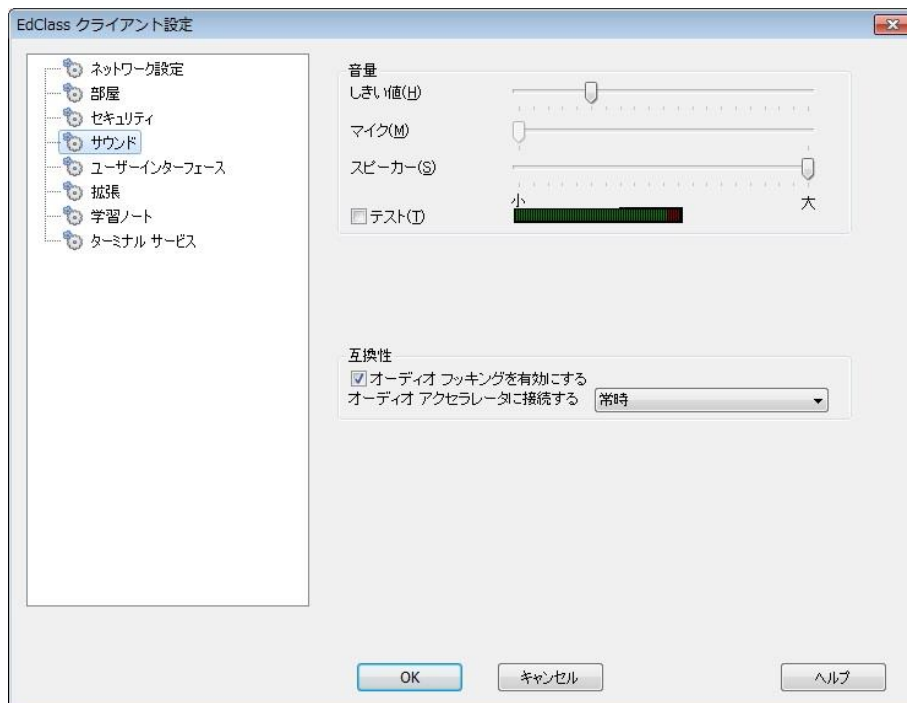 EdClass クライアント設定
ネットワーク設定
部屋
セキュリティ
サウンド
ユーザーインターフェース
拡張
学習ノート
ターミナル サービス
音量
しきい値(H)
マイク(M)
スピーカー(S)
小 大
テスト(T)
互換性
オーディオ フッキングを有効にする
オーディオ アクセラレータに接続する 常時
OK キャンセル ヘルプ